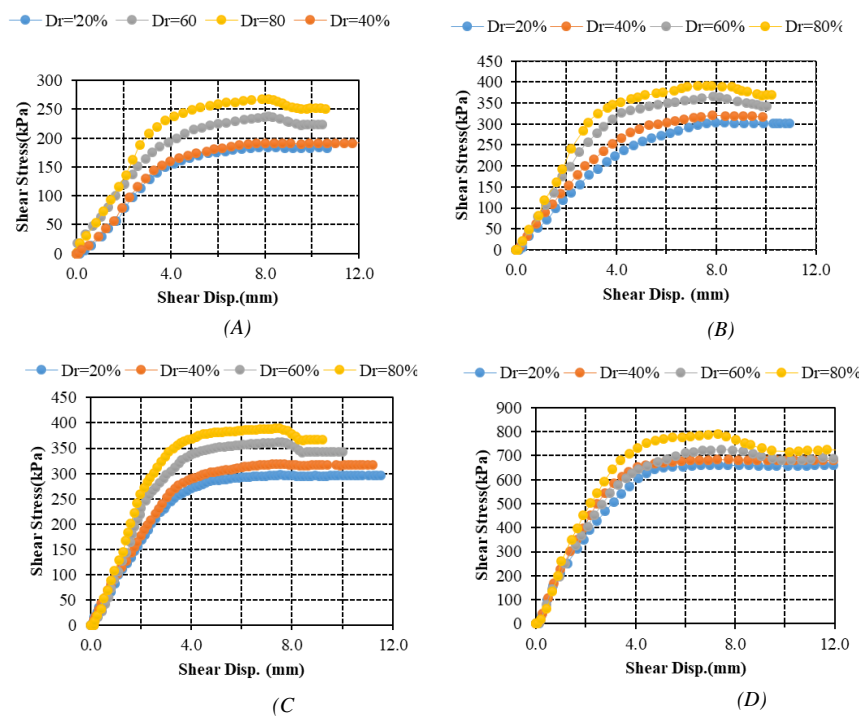 Dr='20% Dr=60 Dr=80 Dr=40%
300
250
200
150
100
50
0
Shear Stress(kPa)
0.0 4.0 8.0 12.0
Shear Disp.(mm)
(A)
Dr=20% Dr=40% Dr=60% Dr=80%
450
400
350
300
250
200
150
100
50
0
Shear Stress(kPa)
0.0 4.0 8.0 12.0
Shear Disp. (mm)
(B)
Dr=20% Dr=40% Dr=60% Dr=80%
450
400
350
300
250
200
150
100
50
0
Shear Stress(kPa)
0.0 4.0 8.0 12.0
Shear Disp. (mm)
(C
Dr=20% Dr=40% Dr=60% Dr=80%
900
800
700
600
500
400
300
200
100
0
Shear Stress(kPa)
0.0 4.0 8.0 12.0
Shear Disp.(mm)
(D)